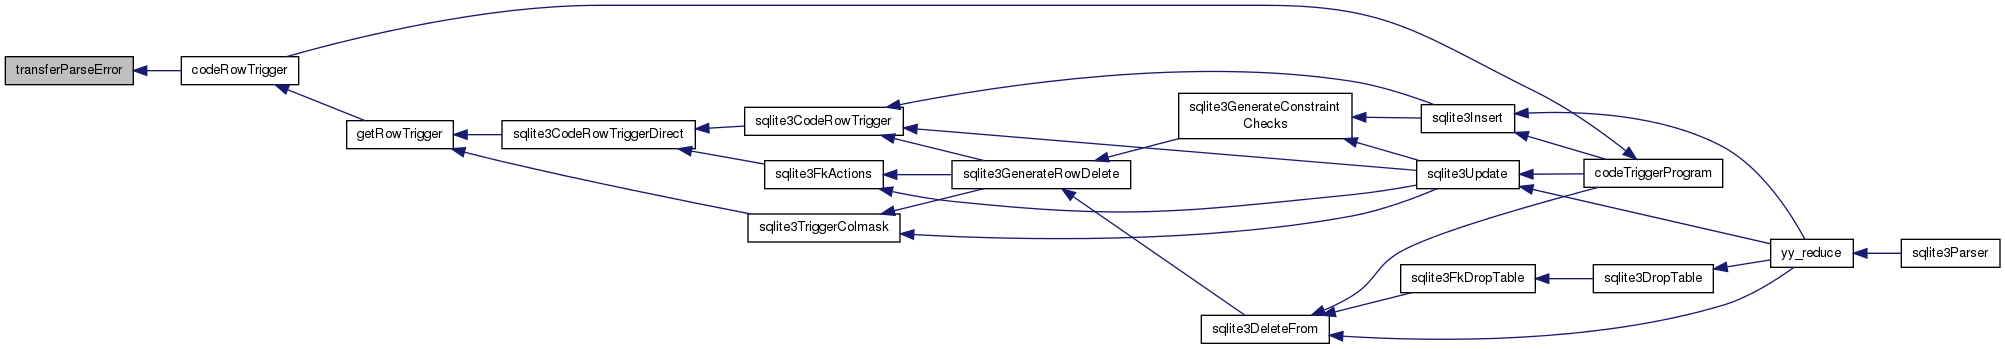 transferParseError
codeRowTrigger
getRowTrigger
sqlite3CodeRowTriggerDirect
sqlite3CodeRowTrigger
sqlite3FkActions
sqlite3TriggerColmask
sqlite3GenerateRowDelete
sqlite3GenerateConstraint
Checks
sqlite3DeleteFrom
sqlite3Insert
sqlite3Update
sqlite3FkDropTable
codeTriggerProgram
sqlite3DropTable
yy_reduce
sqlite3Parser